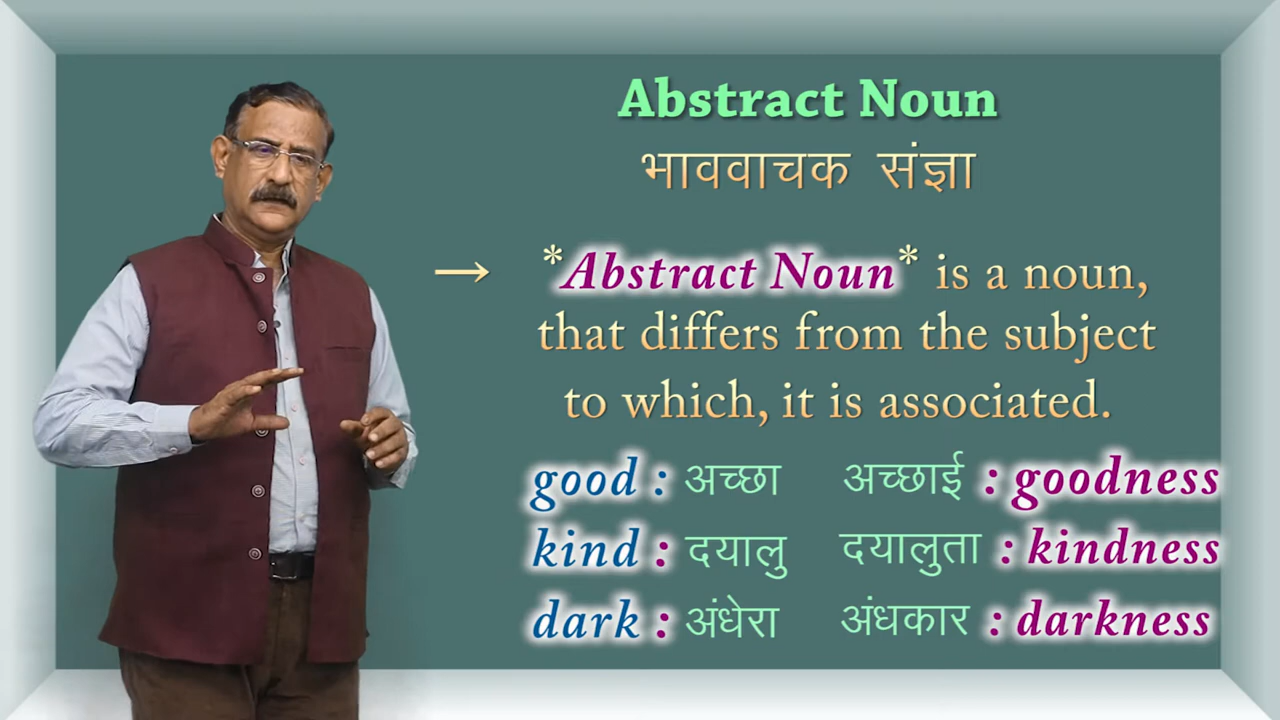 Abstract Noun
भाववाचक संज्ञा
→ *Abstract Noun* is a noun,
that differs from the subject
to which, it is associated.
good : अच्छा अच्छाई : goodness
kind : दयालु दयालुता : kindness
dark : अंधेरा अंधकार : darkness